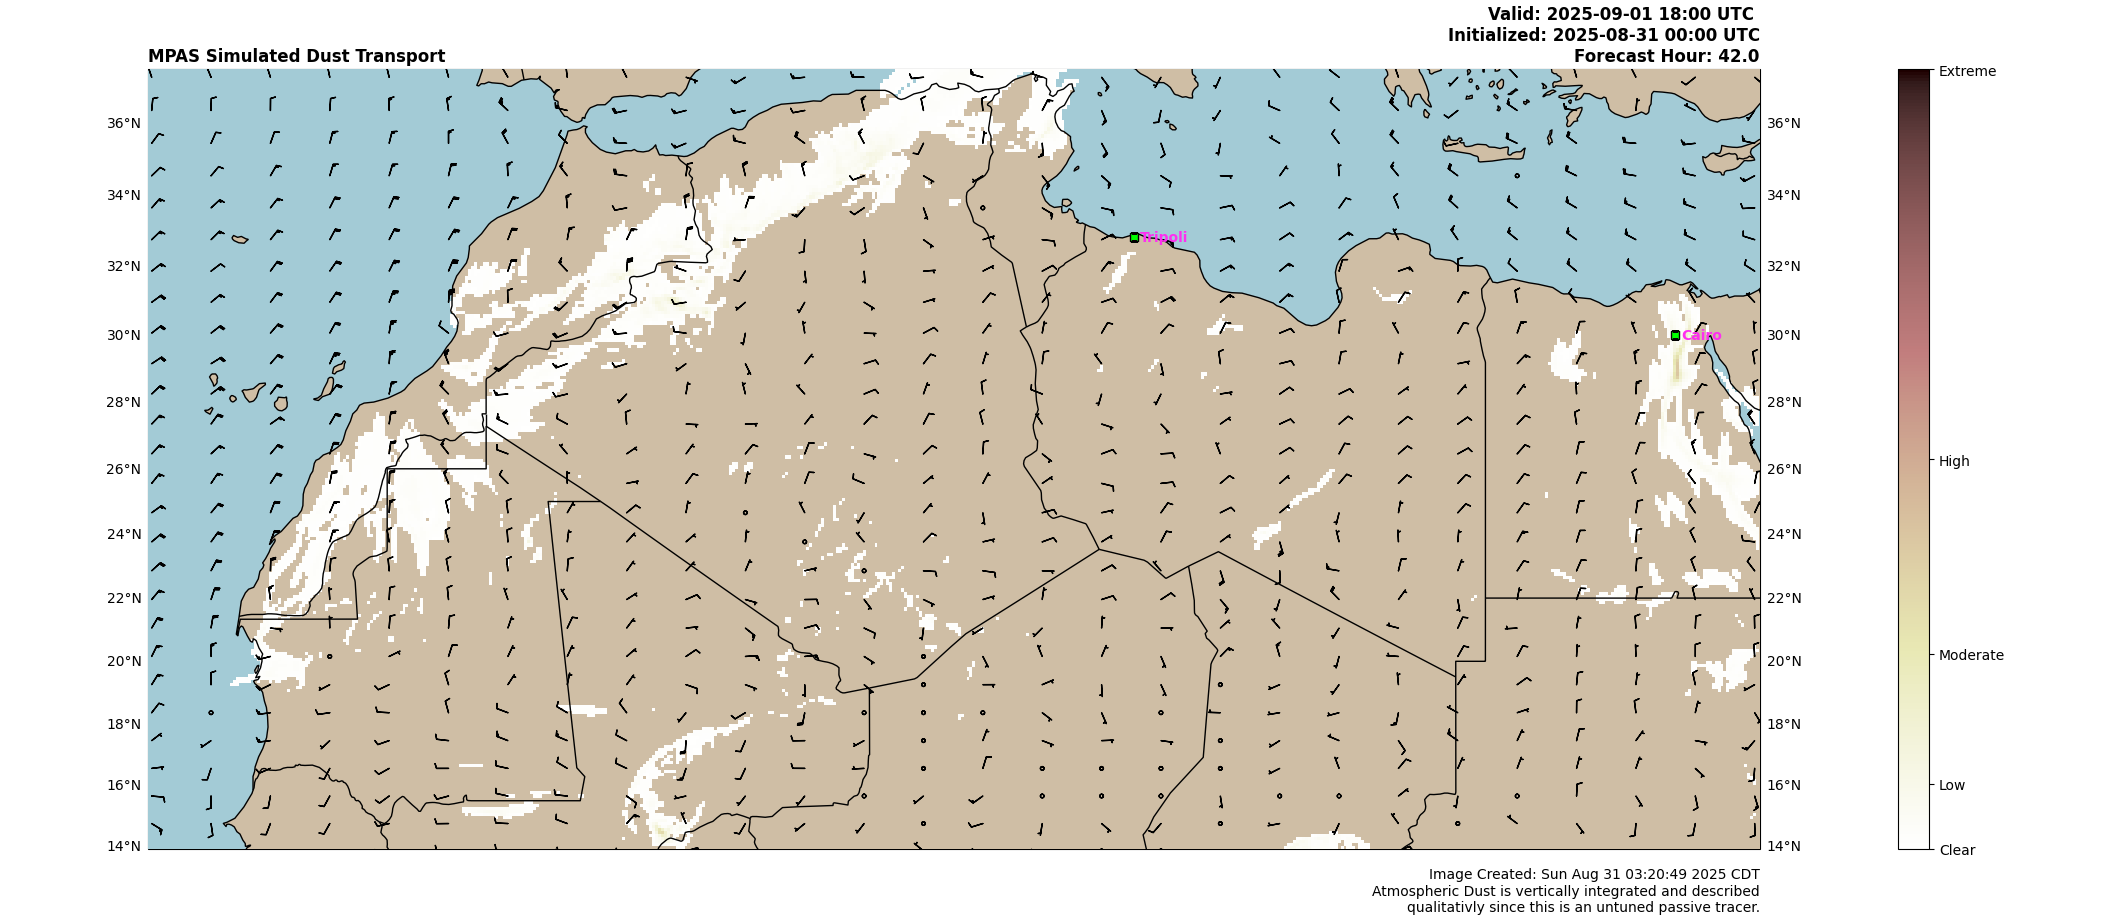 Valid: 2025-09-01 18:00 UTC
Initialized: 2025-08-31 00:00 UTC
MPAS Simulated Dust Transport
Forecast Hour: 42.0
Extreme
36°N
36°N
34°N
34°N
Tripoli
32°N
32°N
30°N
Cairo
30°N
28°N
28°N
26°N
26°N
High
24°N
24°N
22°N
22°N
20°N
20°N
Moderate
18°N
18°N
16°N
16°N
Low
14°N
14°N
Clear
Image Created: Sun Aug 31 03:20:49 2025 CDT
Atmospheric Dust is vertically integrated and described
qualitativly since this is an untuned passive tracer.